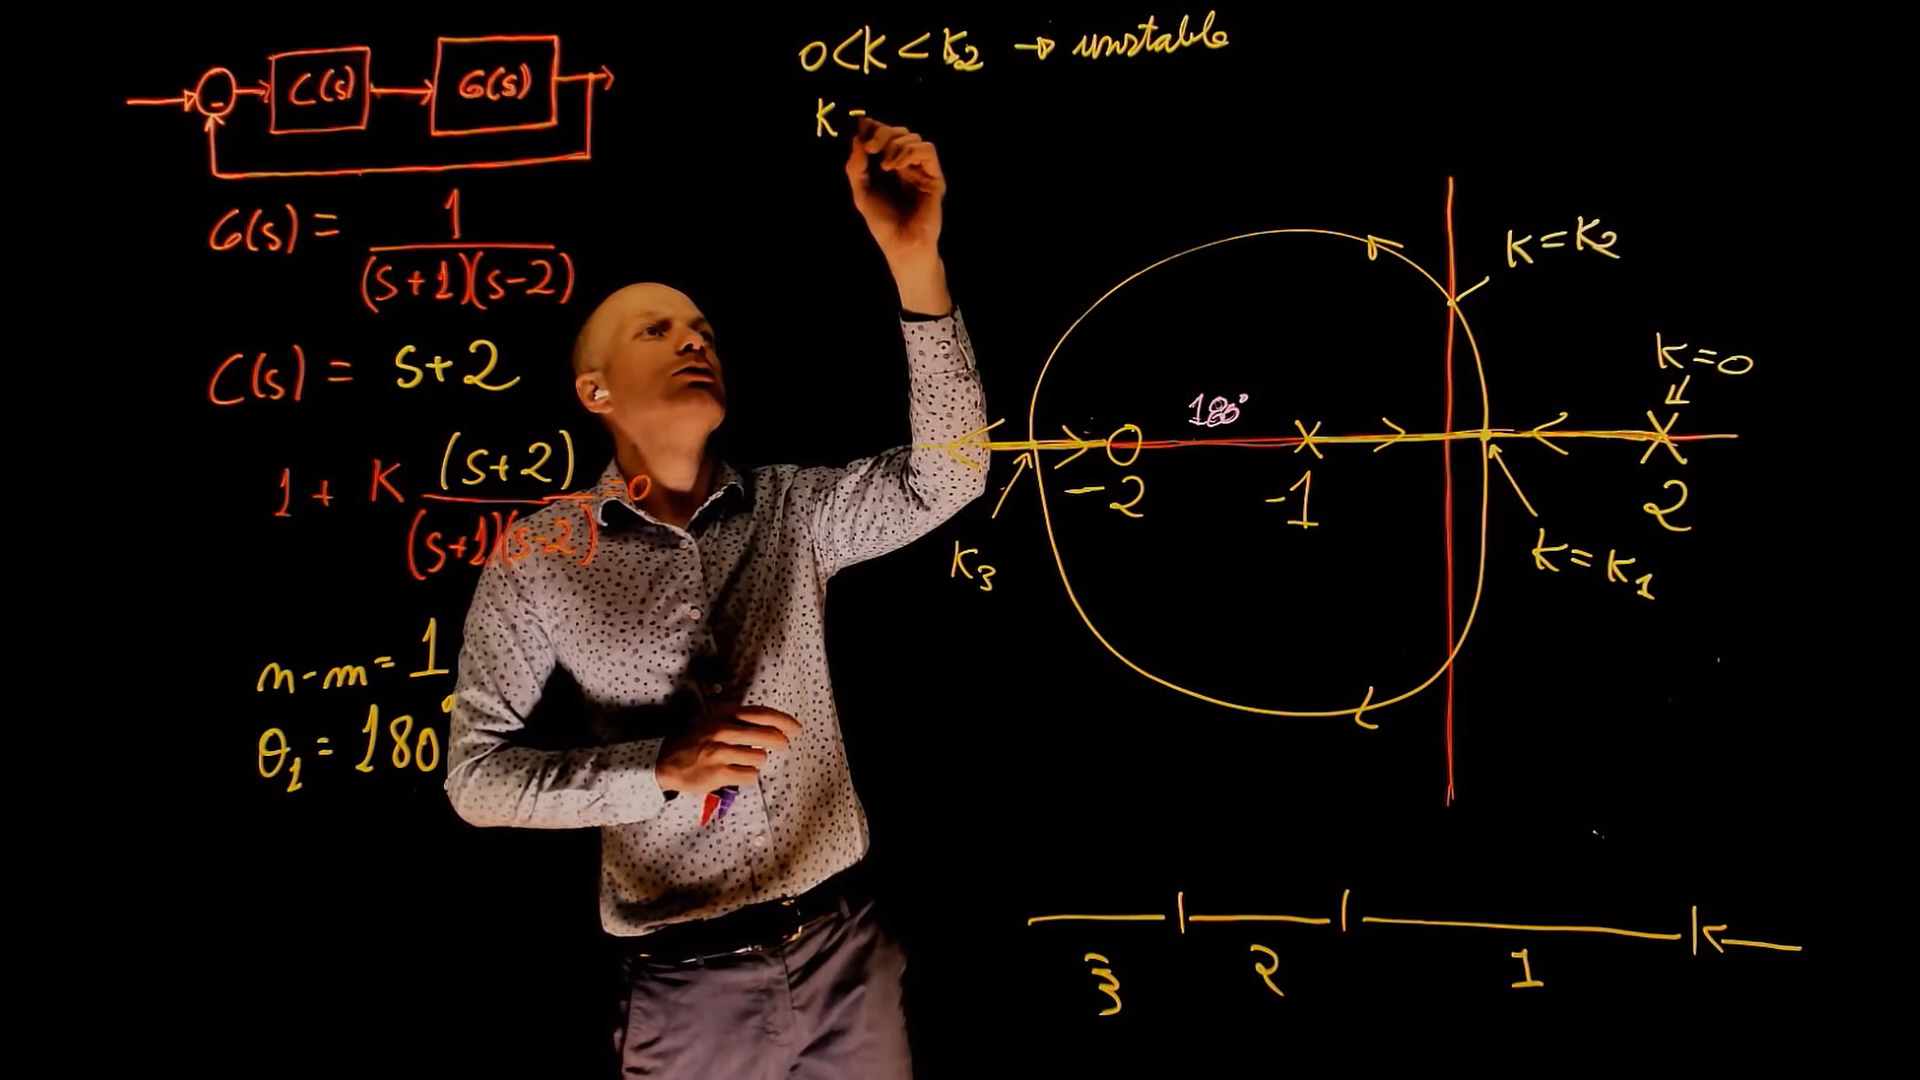 0<K<K2 → unstable
K =
C(s) G(s)
-
G(s) = 1 / (s+1)(s-2)
C(s) = s+2
1 + K (s+2) / (s+1)(s-2) = 0
n-m = 1
θ1 = 180°
K=K2
K=0
180°
-2 -1 2
K3
K=K1
3 2 1